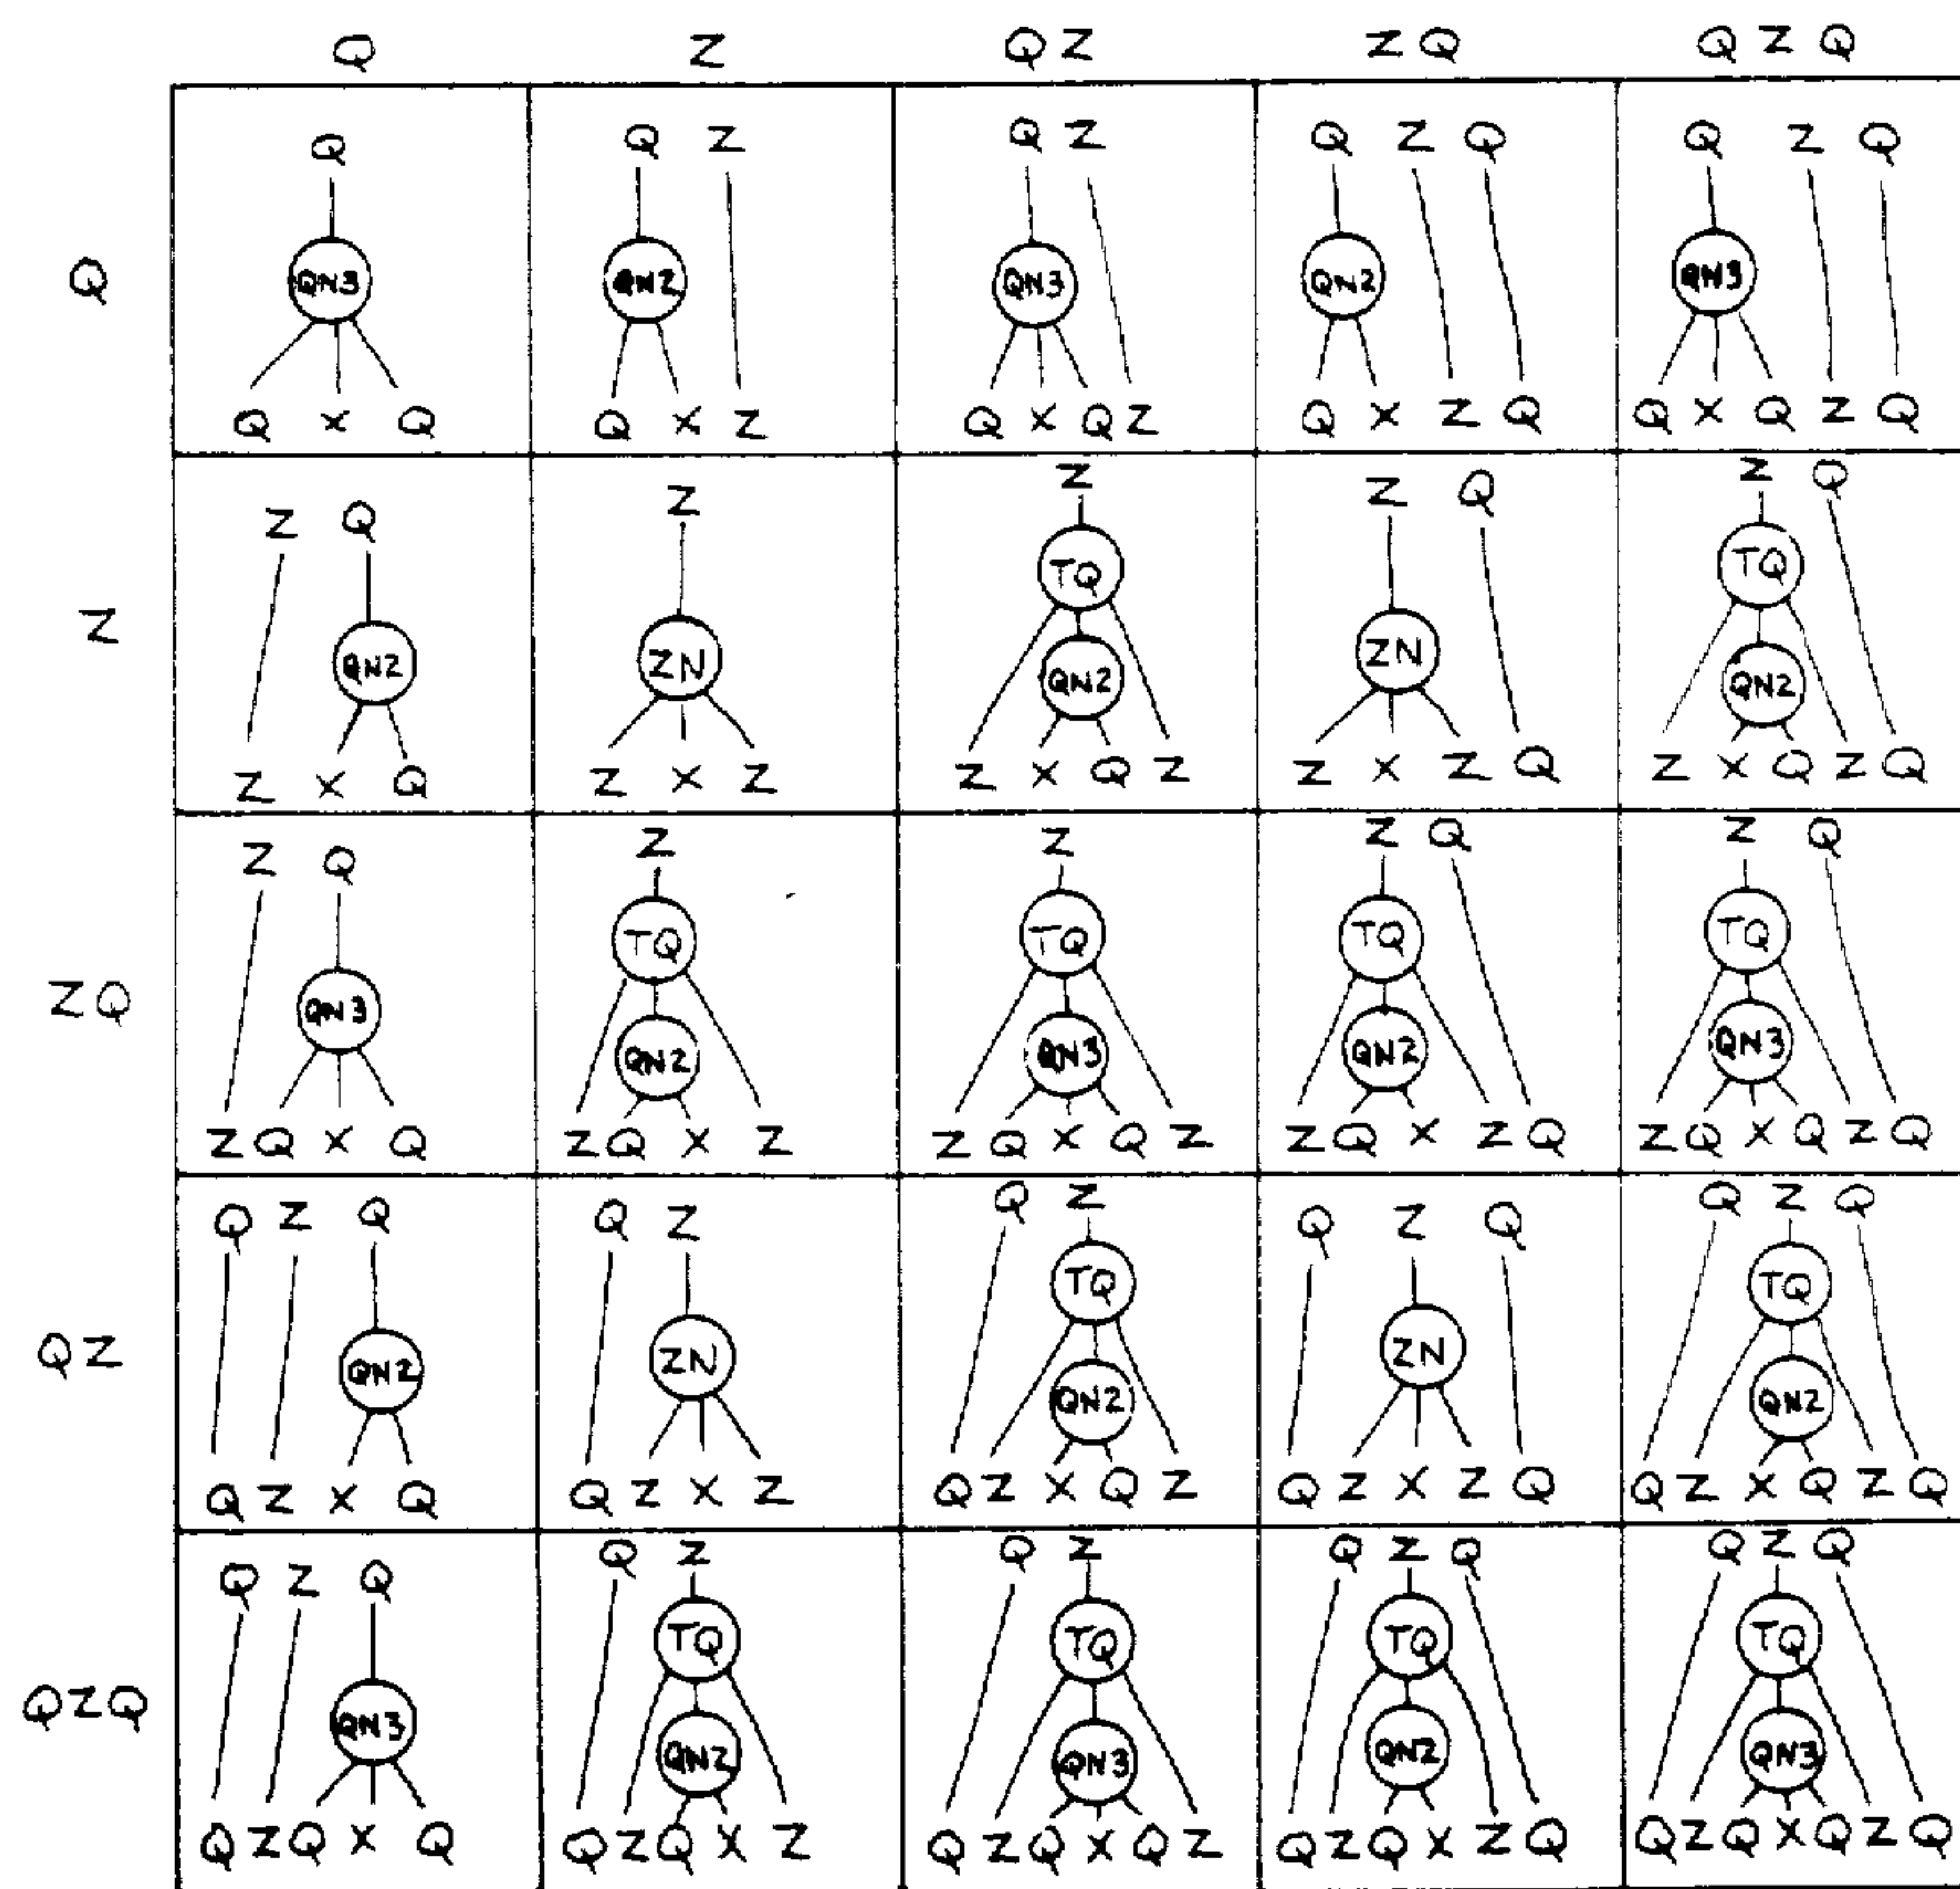 Q Z QZ ZQ QZQ
Q Q Z Q Z Q Z Q Q Z Q
Q QN3 QN2 QN3 QN2 QN3
Q X Q Q X Z Q X Q Z Q X Z Q Q X Q Z Q
Z Q Z Z Z Q Z Q
TQ TQ
Z QN2 ZN QN2 ZN QN2
Z X Q Z X Z Z X Q Z Z X Z Q Z X Q Z Q
Z Q Z Z Z Q Z Q
TQ TQ TQ TQ
ZQ QN3 QN2 QN3 QN2 QN3
Z Q X Q Z Q X Z Z Q X Q Z Z Q X Z Q Z Q X Q Z Q
Q Z Q Q Z Q Z Q Z Q Q Z Q
TQ TQ
QZ QN2 ZN QN2 ZN QN2
Q Z X Q Q Z X Z Q Z X Q Z Q Z X Z Q Q Z X Q Z Q
Q Z Q Q Z Q Z Q Z Q Q Z Q
TQ TQ TQ TQ
QZQ QN3 QN2 QN3 QN2 QN3
Q Z Q X Q Q Z Q X Z Q Z Q X Q Z Q Z Q X Z Q Q Z Q X Q Z Q